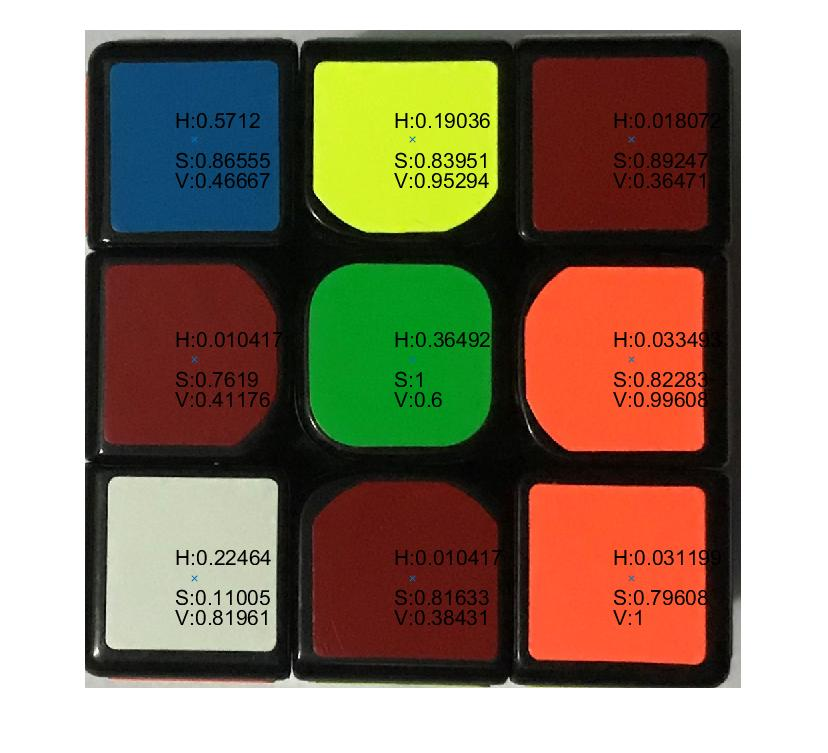 H:0.5712
S:0.86555
V:0.46667
H:0.19036
S:0.83951
V:0.95294
H:0.018072
S:0.89247
V:0.36471
H:0.010417
S:0.7619
V:0.41176
H:0.36492
S:1
V:0.6
H:0.033493
S:0.82283
V:0.99608
H:0.22464
S:0.11005
V:0.81961
H:0.010417
S:0.81633
V:0.38431
H:0.031199
S:0.79608
V:1